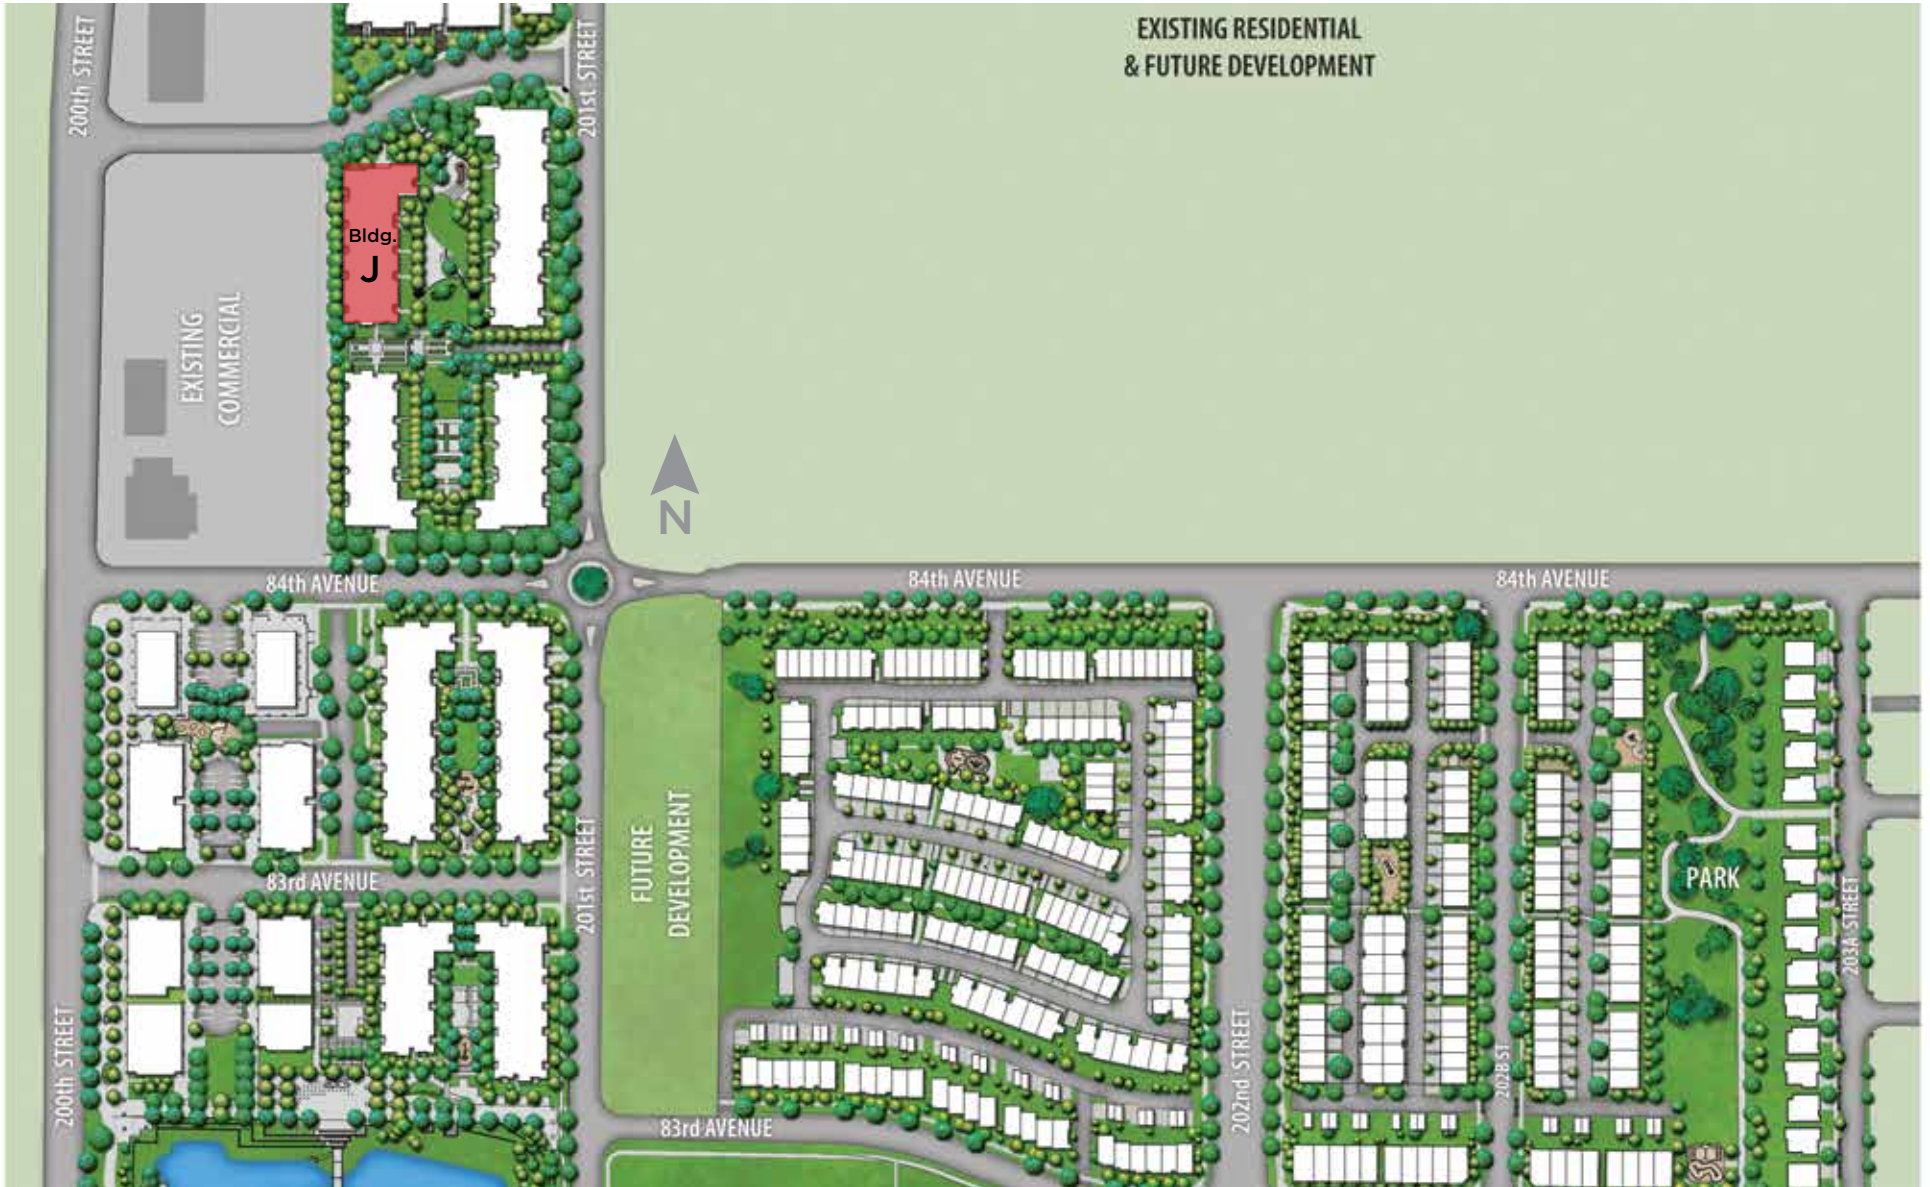 EXISTING RESIDENTIAL
& FUTURE DEVELOPMENT
200th STREET
201st STREET
Bldg.
J
EXISTING
COMMERCIAL
N
84th AVENUE
84th AVENUE
84th AVENUE
FUTURE
DEVELOPMENT
201st STREET
83rd AVENUE
PARK
203A STREET
200th STREET
202nd STREET
202B ST
83rd AVENUE